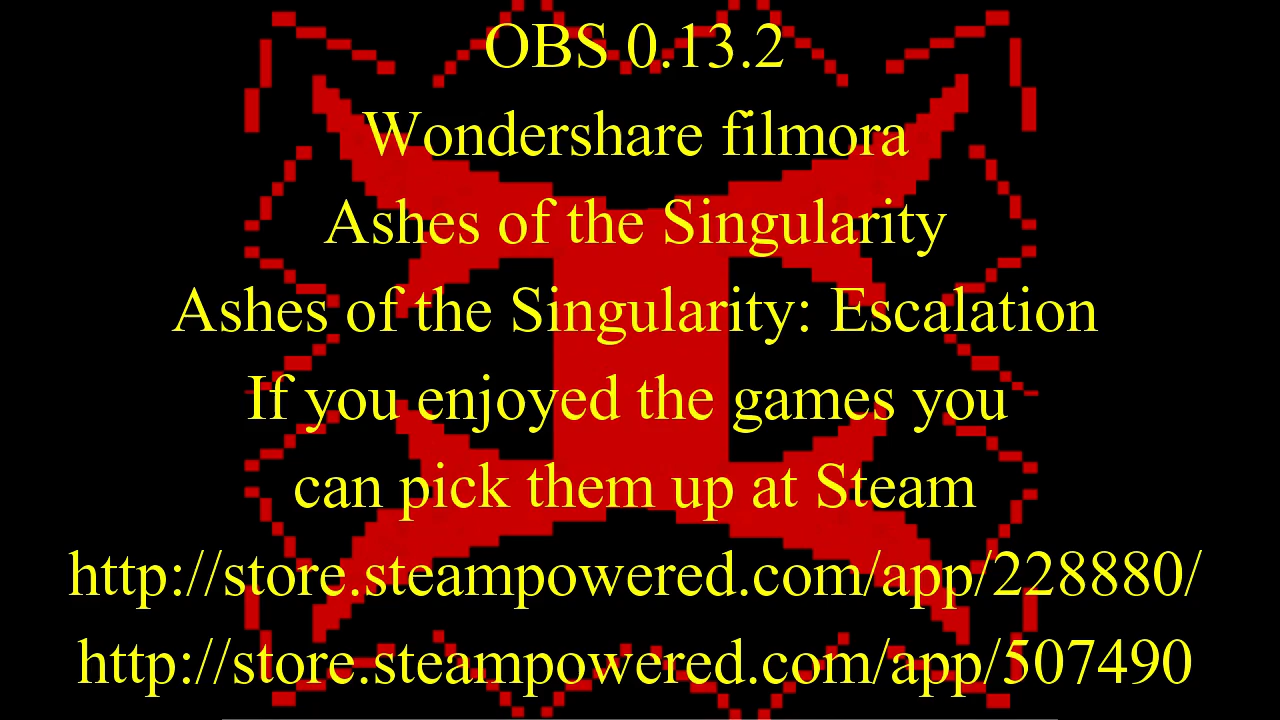 OBS 0.13.2
Wondershare filmora
Ashes of the Singularity
Ashes of the Singularity: Escalation
If you enjoyed the games you
can pick them up at Steam
http://store.steampowered.com/app/228880/
http://store.steampowered.com/app/507490